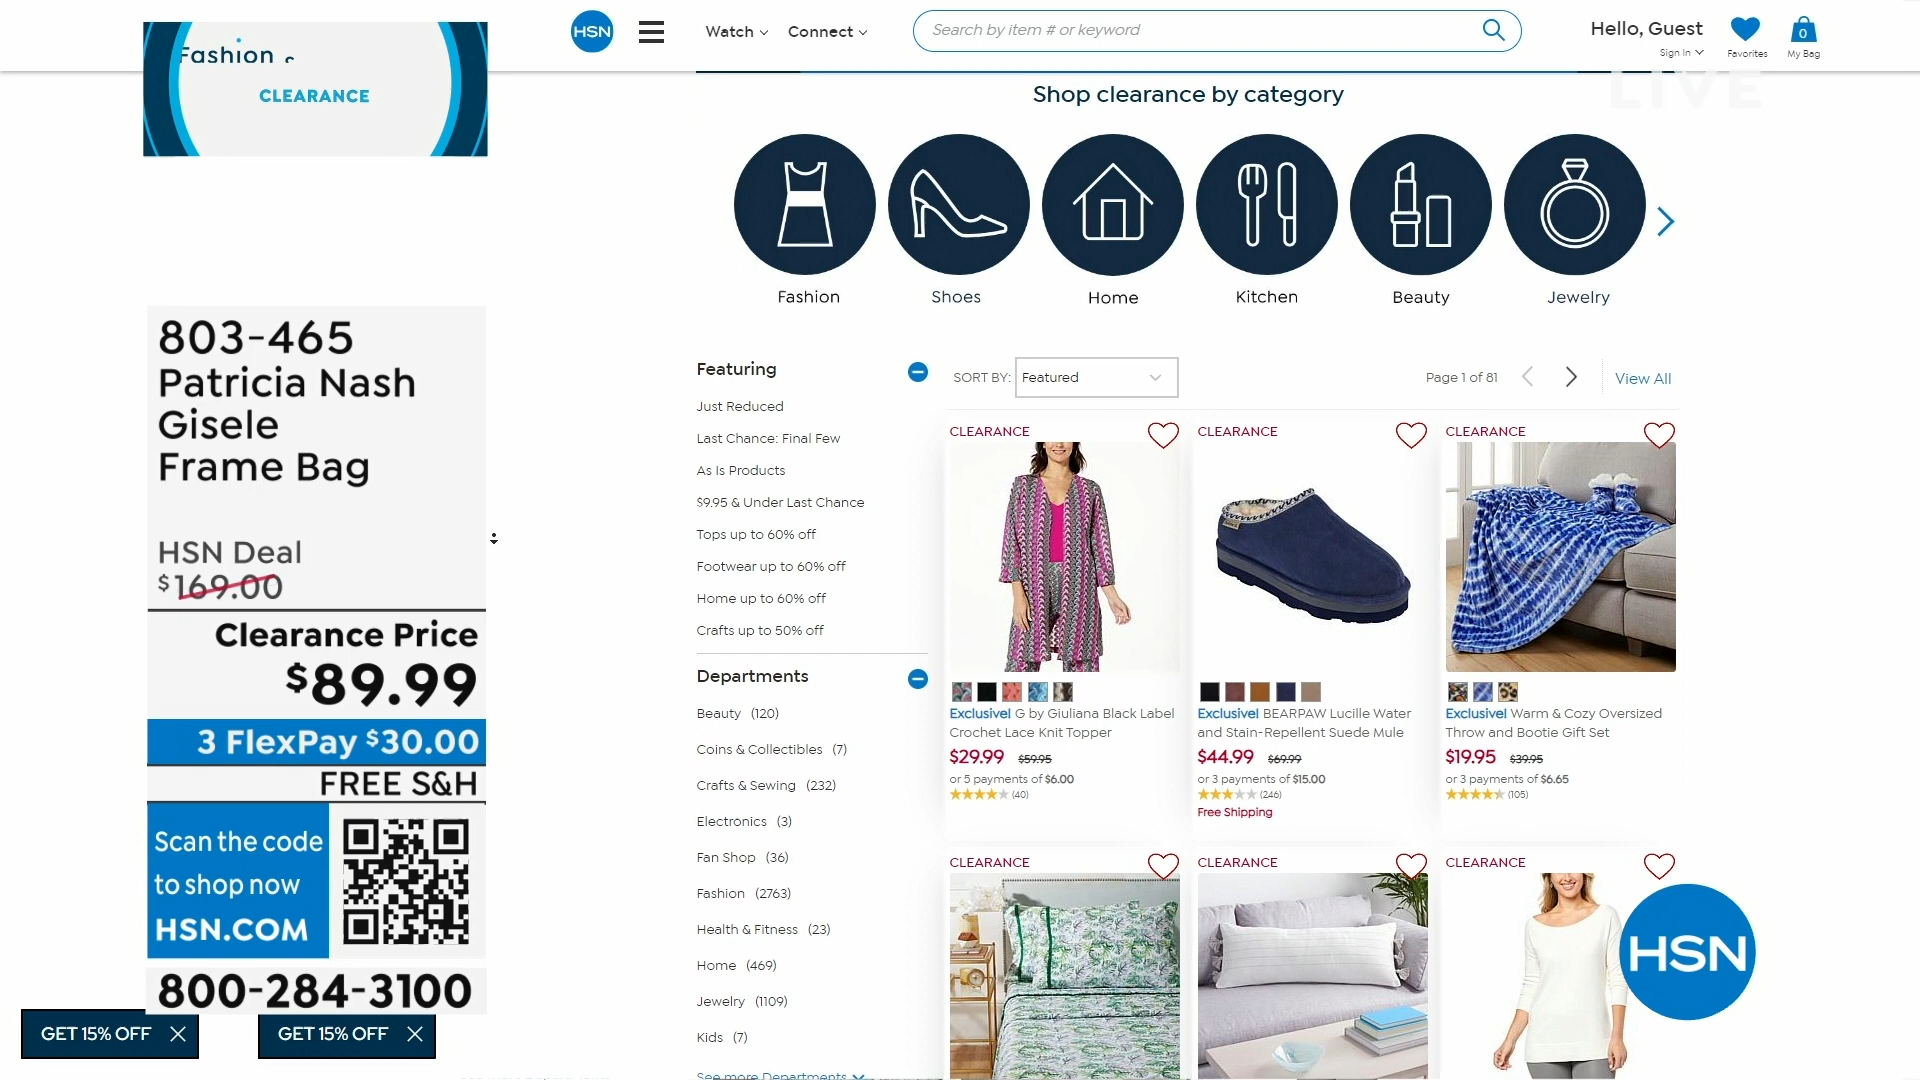 Fashion
CLEARANCE
HSN
Watch
Connect
Search by item # or keyword
Hello, Guest
Sign In
Favorites
0
My Bag
LIVE
Shop clearance by category
Fashion
Shoes
Home
Kitchen
Beauty
Jewelry
803-465
Patricia Nash
Gisele
Frame Bag
HSN Deal
$169.00
Clearance Price
$89.99
3 FlexPay $30.00
FREE S&H
Scan the code
to shop now
HSN.COM
800-284-3100
GET 15% OFF
GET 15% OFF
Featuring
Just Reduced
Last Chance: Final Few
As Is Products
$9.95 & Under Last Chance
Tops up to 60% off
Footwear up to 60% off
Home up to 60% off
Crafts up to 50% off
Departments
Beauty (120)
Coins & Collectibles (7)
Crafts & Sewing (232)
Electronics (3)
Fan Shop (36)
Fashion (2763)
Health & Fitness (23)
Home (469)
Jewelry (1109)
Kids (7)
See more Departments
SORT BY: Featured
Page 1 of 81
View All
CLEARANCE
Exclusive! G by Giuliana Black Label
Crochet Lace Knit Topper
$29.99 $59.95
or 5 payments of $6.00
(40)
CLEARANCE
Exclusive! BEARPAW Lucille Water
and Stain-Repellent Suede Mule
$44.99 $69.99
or 3 payments of $15.00
(246)
Free Shipping
CLEARANCE
Exclusive! Warm & Cozy Oversized
Throw and Bootie Gift Set
$19.95 $39.95
or 3 payments of $6.65
(105)
CLEARANCE
CLEARANCE
CLEARANCE
HSN